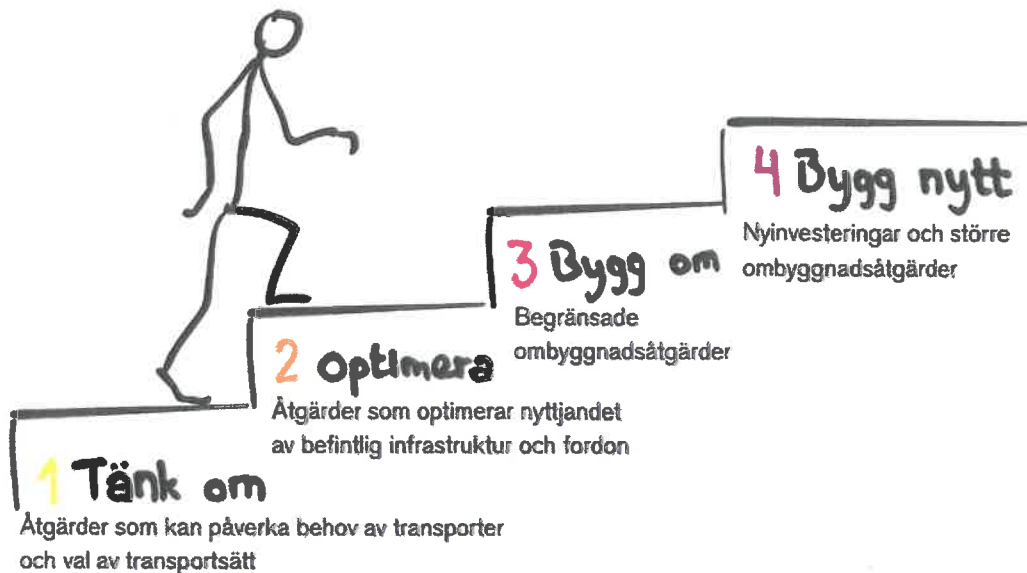 1 Tänk om
Åtgärder som kan påverka behov av transporter
och val av transportsätt
2 optimera
Åtgärder som optimerar nyttjandet
av befintlig infrastruktur och fordon
3 Bygg om
Begränsade
ombyggnadsåtgärder
4 Bygg nytt
Nyinvesteringar och större
ombyggnadsåtgärder